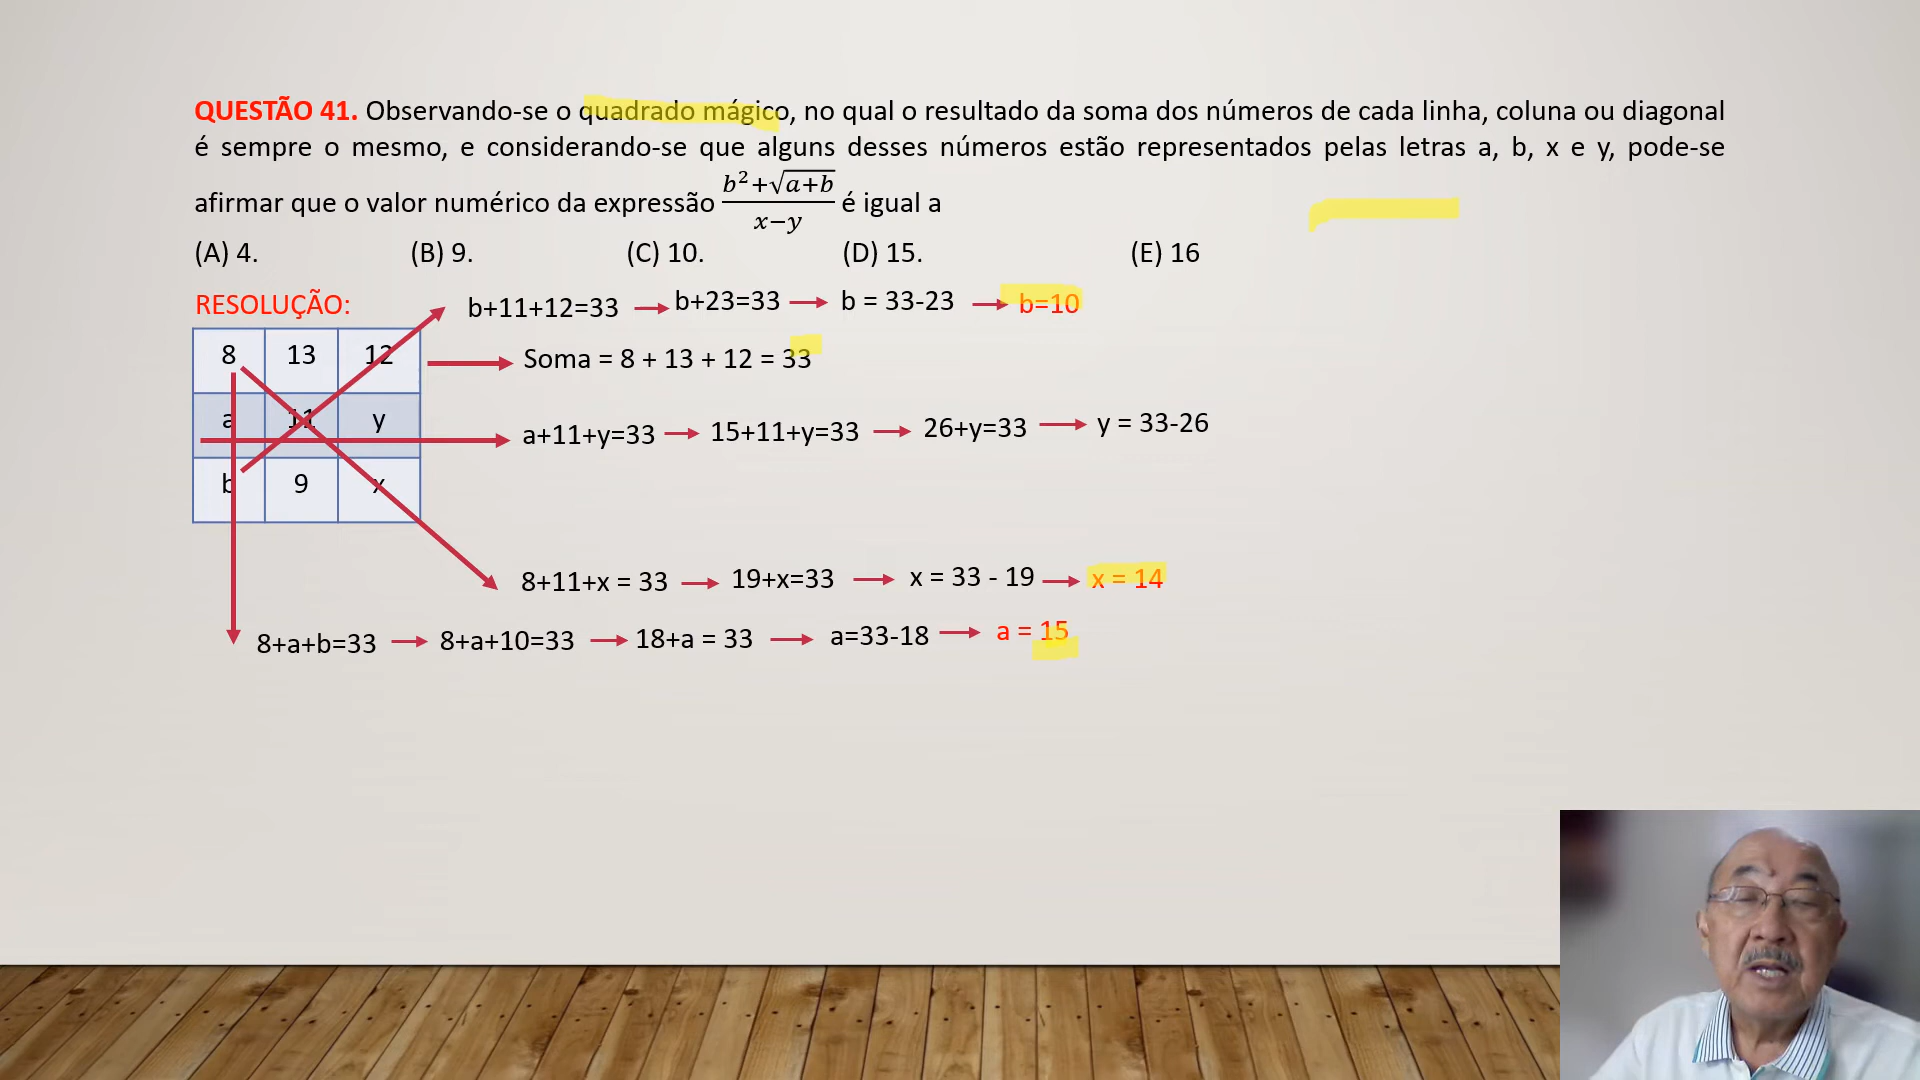 QUESTÃO 41. Observando-se o quadrado mágico, no qual o resultado da soma dos números de cada linha, coluna ou diagonal
é sempre o mesmo, e considerando-se que alguns desses números estão representados pelas letras a, b, x e y, pode-se
afirmar que o valor numérico da expressão (b²+√(a+b))/(x−y) é igual a
(A) 4. (B) 9. (C) 10. (D) 15. (E) 16
RESOLUÇÃO:
b+11+12=33 → b+23=33 → b = 33-23 → b=10
8 13 12
Soma = 8 + 13 + 12 = 33
a 11 y
a+11+y=33 → 15+11+y=33 → 26+y=33 → y = 33-26
b 9 x
8+11+x = 33 → 19+x=33 → x = 33 - 19 → x = 14
8+a+b=33 → 8+a+10=33 → 18+a = 33 → a=33-18 → a = 15